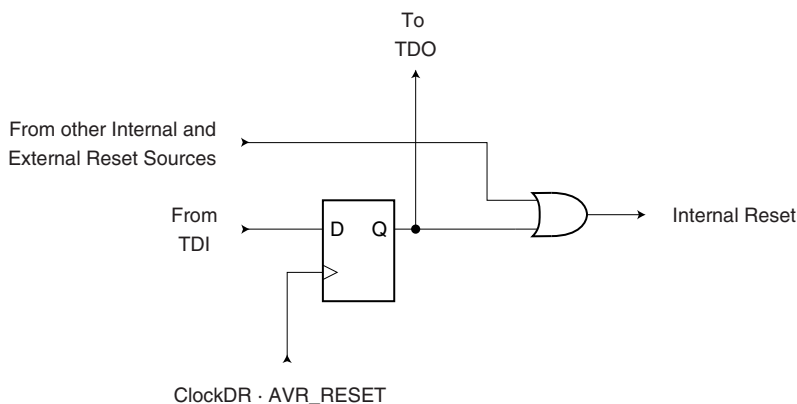 To
TDO
From other Internal and
External Reset Sources
From
TDI
D Q
Internal Reset
ClockDR · AVR_RESET